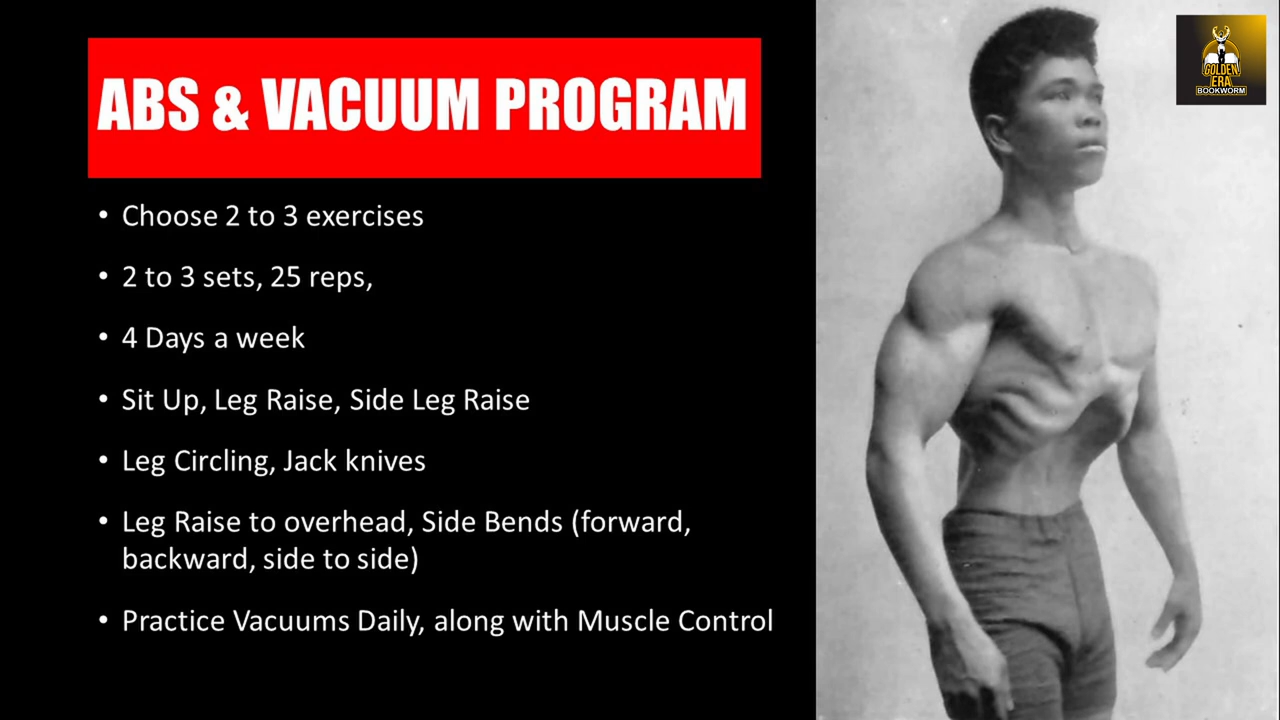 ABS & VACUUM PROGRAM
• Choose 2 to 3 exercises
• 2 to 3 sets, 25 reps,
• 4 Days a week
• Sit Up, Leg Raise, Side Leg Raise
• Leg Circling, Jack knives
• Leg Raise to overhead, Side Bends (forward,
backward, side to side)
• Practice Vacuums Daily, along with Muscle Control
GOLDEN
ERA
BOOKWORM